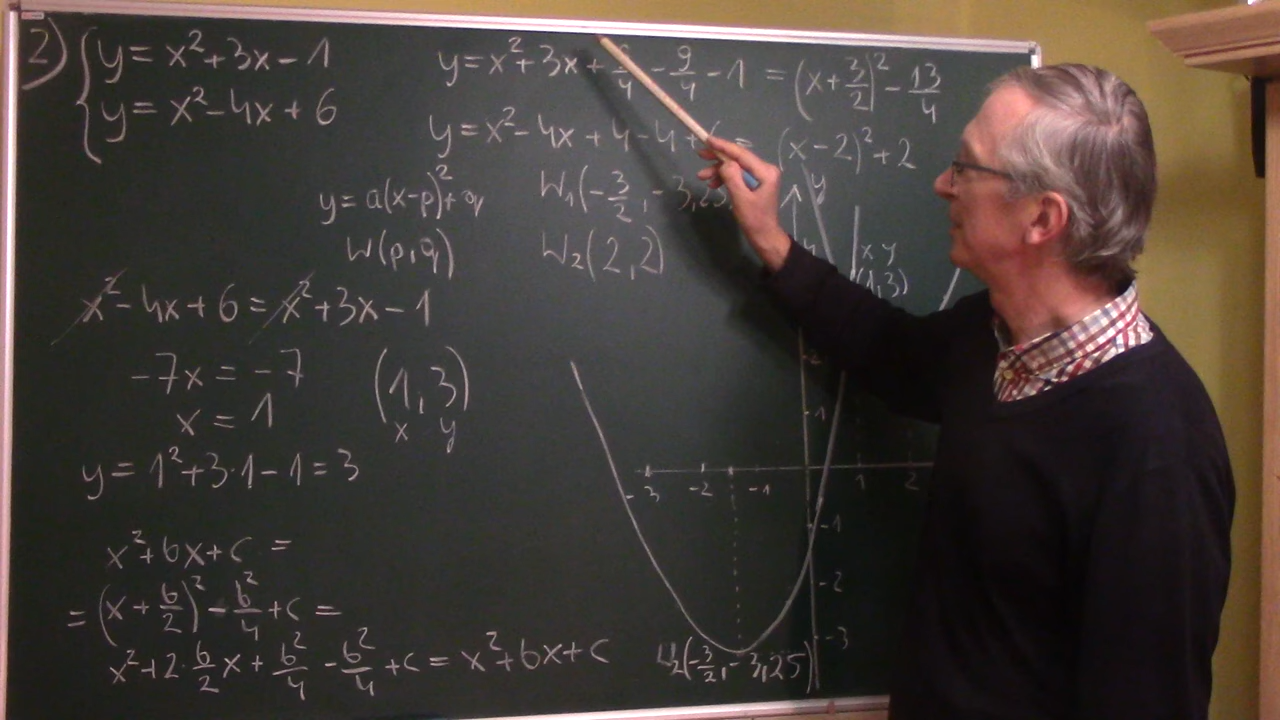 2) { y = x² + 3x - 1
y = x² - 4x + 6
y = x² + 3x + 9/4 - 9/4 - 1 = (x + 3/2)² - 13/4
y = x² - 4x + 4 - 4 + 6 = (x - 2)² + 2
y = a(x-p)² + q
W(p,q)
W₁(-3/2, -3,25
W₂(2,2)
x² - 4x + 6 = x² + 3x - 1
-7x = -7
x = 1
(1,3)
x y
y = 1² + 3·1 - 1 = 3
x² + bx + c =
= (x + b/2)² - b²/4 + c =
x² + 2·b/2x + b²/4 - b²/4 + c = x² + bx + c
y
x y
(1,3)
2
1
-3 -2 -1 1 2
-1
-2
-3
(-3/2, -3,25)